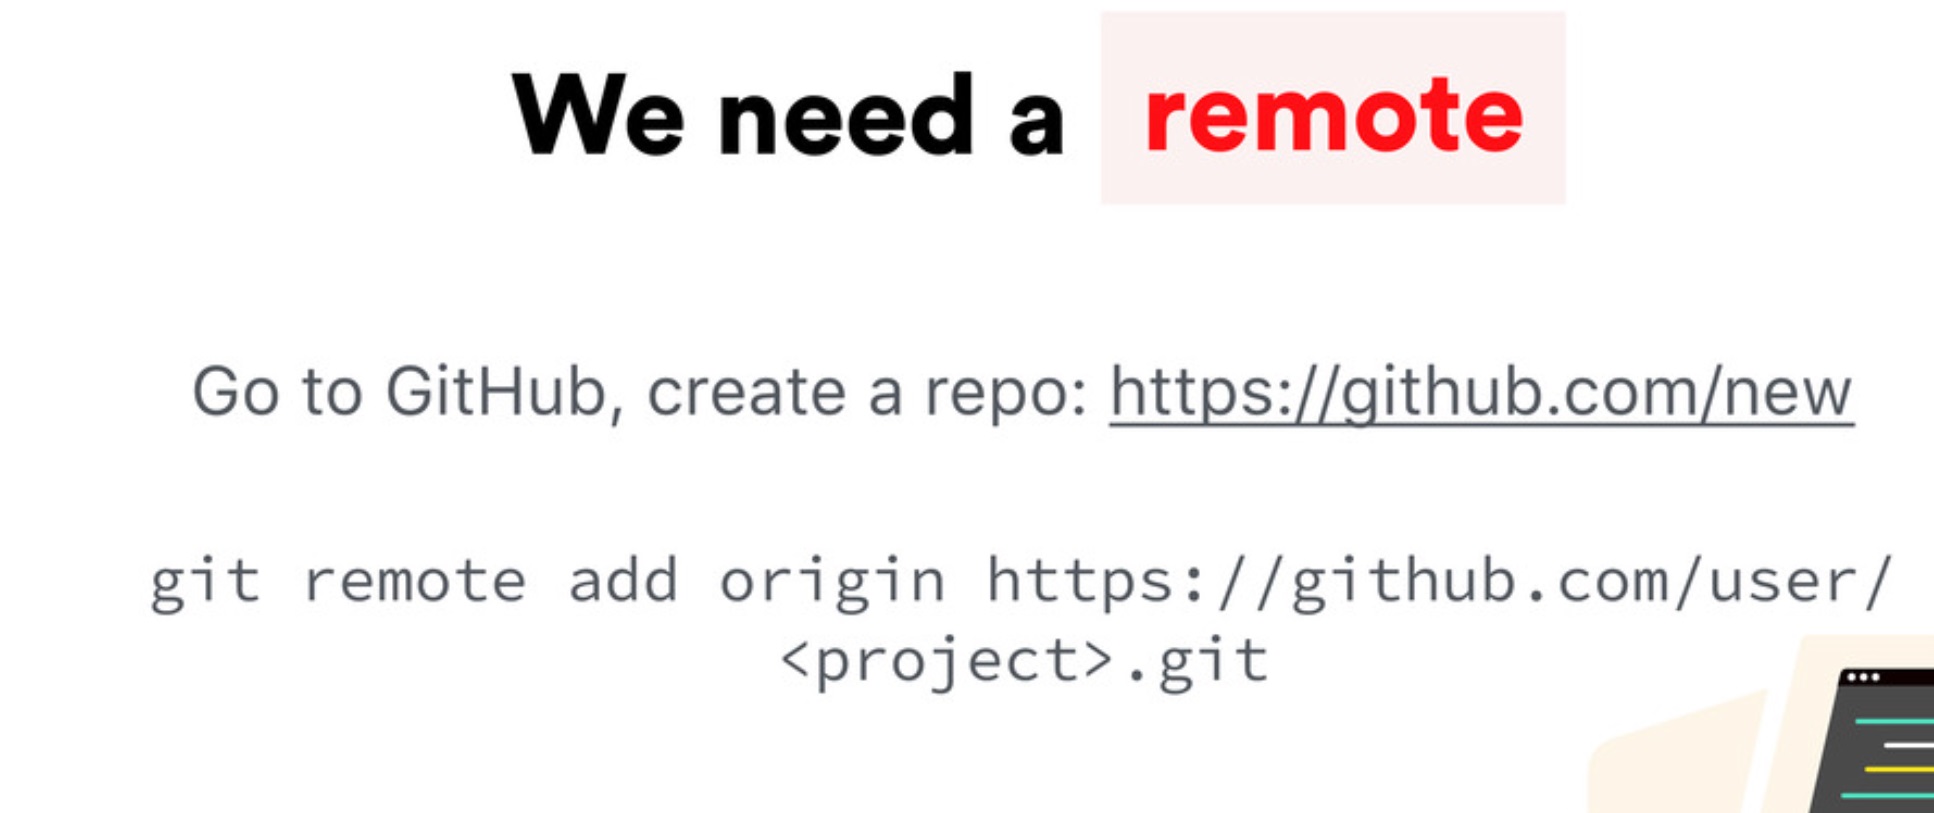 We need a remote
Go to GitHub, create a repo: https://github.com/new
git remote add origin https://github.com/user/
<project>.git